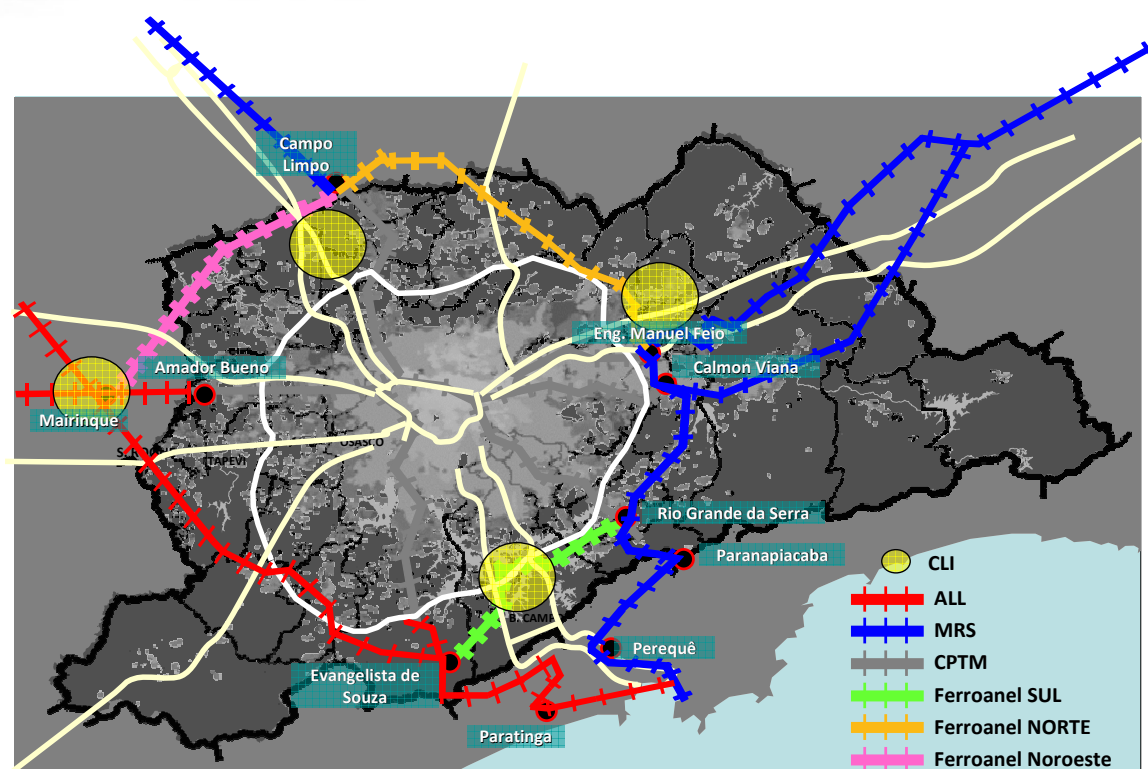 Campo
Limpo
Eng. Manuel Feio
Amador Bueno
Calmon Viana
Mairinque
OSASCO
ITAPEVI
Rio Grande da Serra
Paranapiacaba
Perequê
Evangelista de
Souza
Paratinga
CLI
ALL
MRS
CPTM
Ferroanel SUL
Ferroanel NORTE
Ferroanel Noroeste